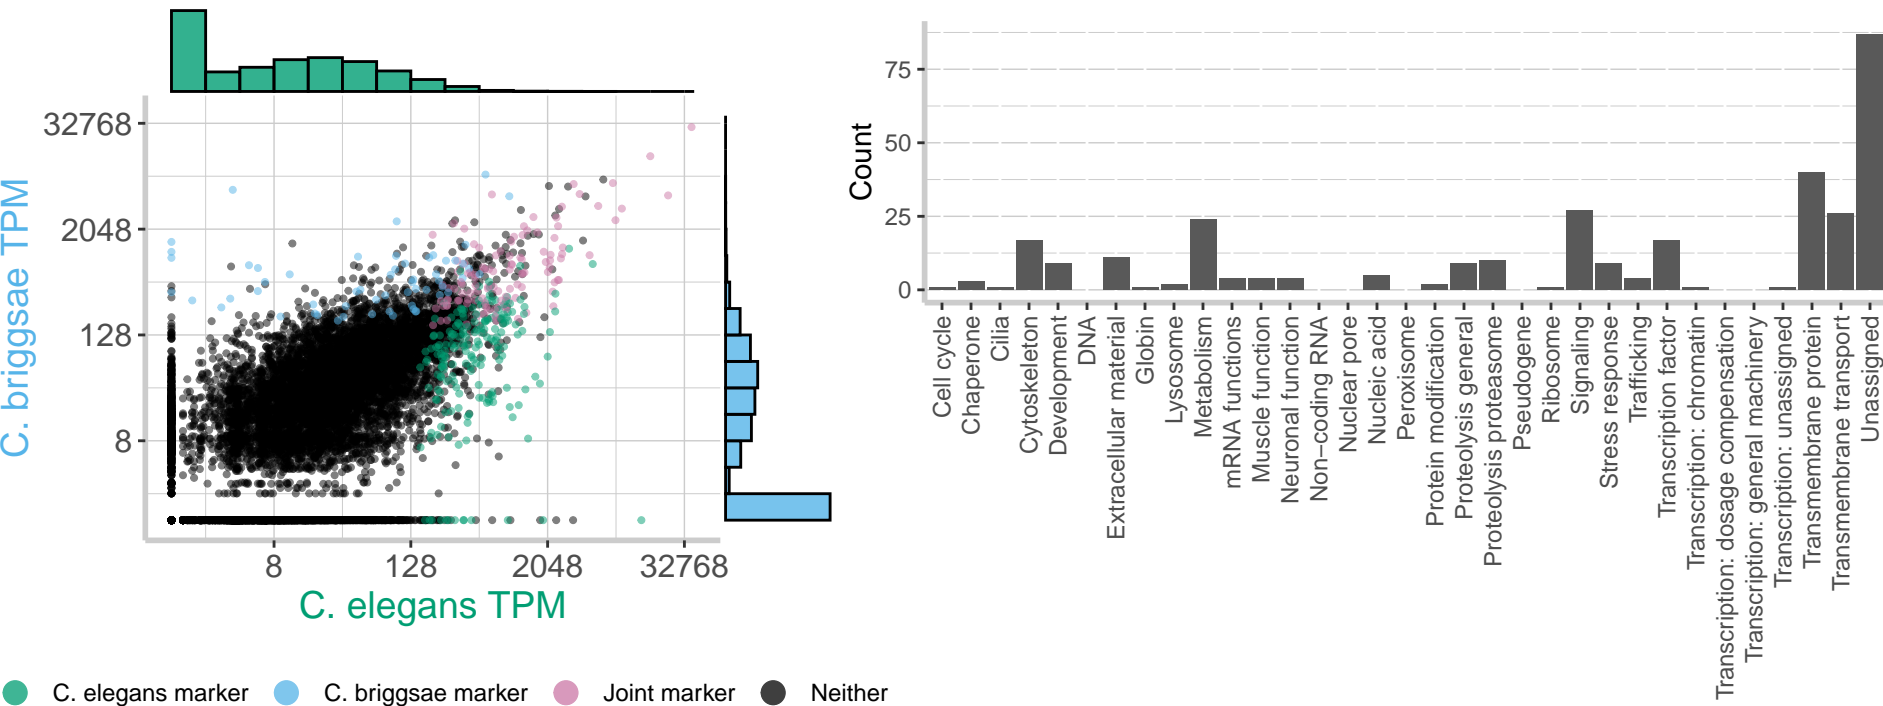 32768
2048
128
8
C. briggsae TPM
8
128
2048
32768
C. elegans TPM
C. elegans marker
C. briggsae marker
Joint marker
Neither
Count
75
50
25
0
Cell cycle
Chaperone
Cilia
Cytoskeleton
Development
DNA
Extracellular material
Globin
Lysosome
Metabolism
mRNA functions
Muscle function
Neuronal function
Non−coding RNA
Nuclear pore
Nucleic acid
Peroxisome
Protein modification
Proteolysis general
Proteolysis proteasome
Pseudogene
Ribosome
Signaling
Stress response
Trafficking
Transcription factor
Transcription: chromatin
Transcription: dosage compensation
Transcription: general machinery
Transcription: unassigned
Transmembrane protein
Transmembrane transport
Unassigned